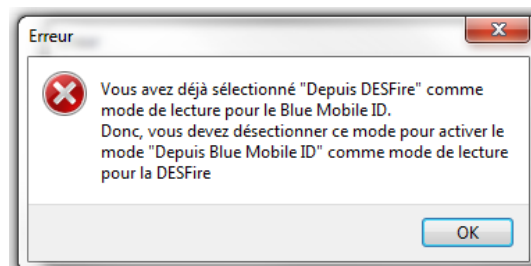 Erreur
Vous avez déjà sélectionné "Depuis DESFire" comme
mode de lecture pour le Blue Mobile ID.
Donc, vous devez désectionner ce mode pour activer le
mode "Depuis Blue Mobile ID" comme mode de lecture
pour la DESFire
OK